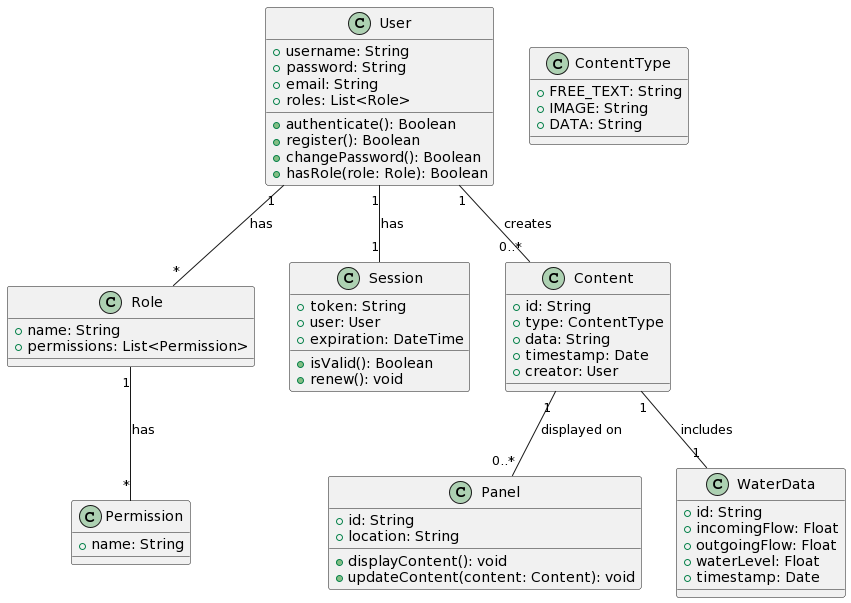 C User
username: String
password: String
email: String
roles: List<Role>
authenticate(): Boolean
register(): Boolean
changePassword(): Boolean
hasRole(role: Role): Boolean
C ContentType
FREE_TEXT: String
IMAGE: String
DATA: String
1
has
*
1
has
1
1
creates
0..*
C Role
name: String
permissions: List<Permission>
C Session
token: String
user: User
expiration: DateTime
isValid(): Boolean
renew(): void
C Content
id: String
type: ContentType
data: String
timestamp: Date
creator: User
1
has
*
1
displayed on
0..*
1
includes
1
C Permission
name: String
C Panel
id: String
location: String
displayContent(): void
updateContent(content: Content): void
C WaterData
id: String
incomingFlow: Float
outgoingFlow: Float
waterLevel: Float
timestamp: Date